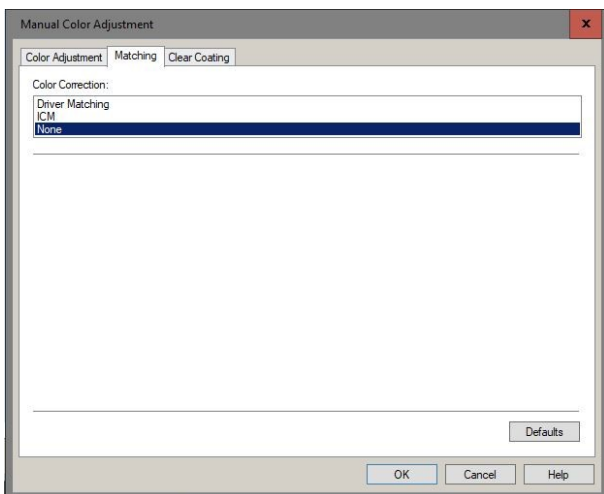 Manual Color Adjustment
x
Color Adjustment Matching Clear Coating
Color Correction:
Driver Matching
ICM
None
Defaults
OK Cancel Help